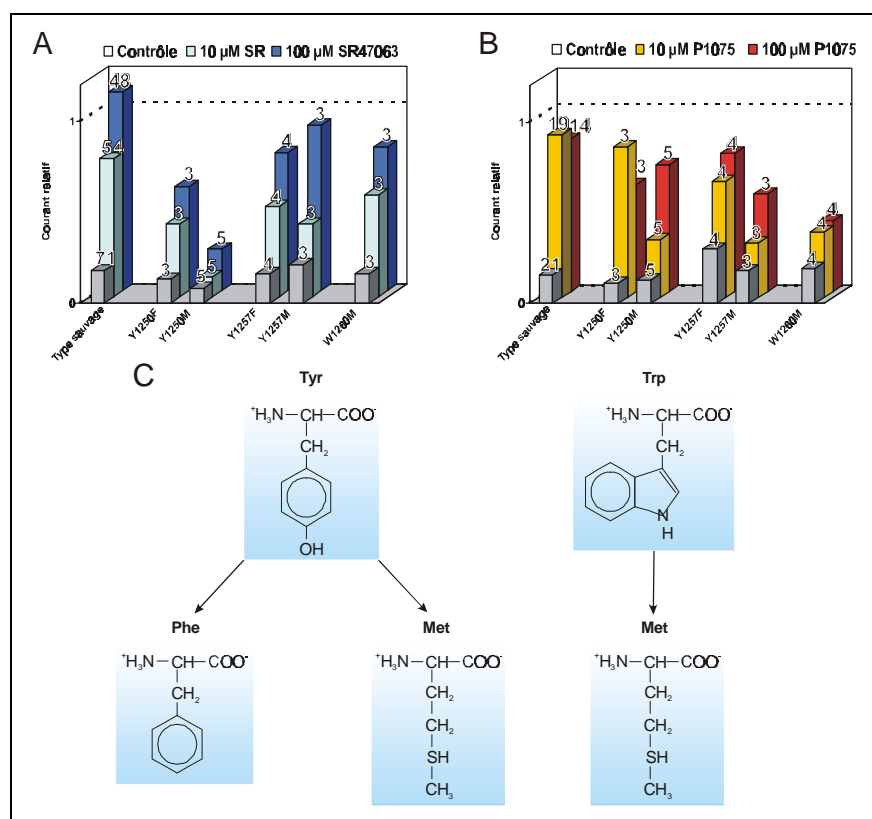 A
Contrôle 10 µM SR 100 µM SR47063
Courant relatif
1
0
71 54 48
3 3 3
5 5 5
4 4 4
3 3 3
3 3 3
Type sauvage
Y1250F
Y1250M
Y1257F
Y1257M
W1260M
B
Contrôle 10 µM P1075 100 µM P1075
Courant relatif
1
0
21 19 14
3 3 3
5 5 5
4 4 4
3 3 3
4 4 4
Type sauvage
Y1250F
Y1250M
Y1257F
Y1257M
W1260M
C
Tyr
⁺H₃N CH COO⁻
CH₂
OH
Trp
⁺H₃N CH COO⁻
CH₂
N
H
Phe
⁺H₃N CH COO⁻
CH₂
Met
⁺H₃N CH COO⁻
CH₂
CH₂
SH
CH₃
Met
⁺H₃N CH COO⁻
CH₂
CH₂
SH
CH₃